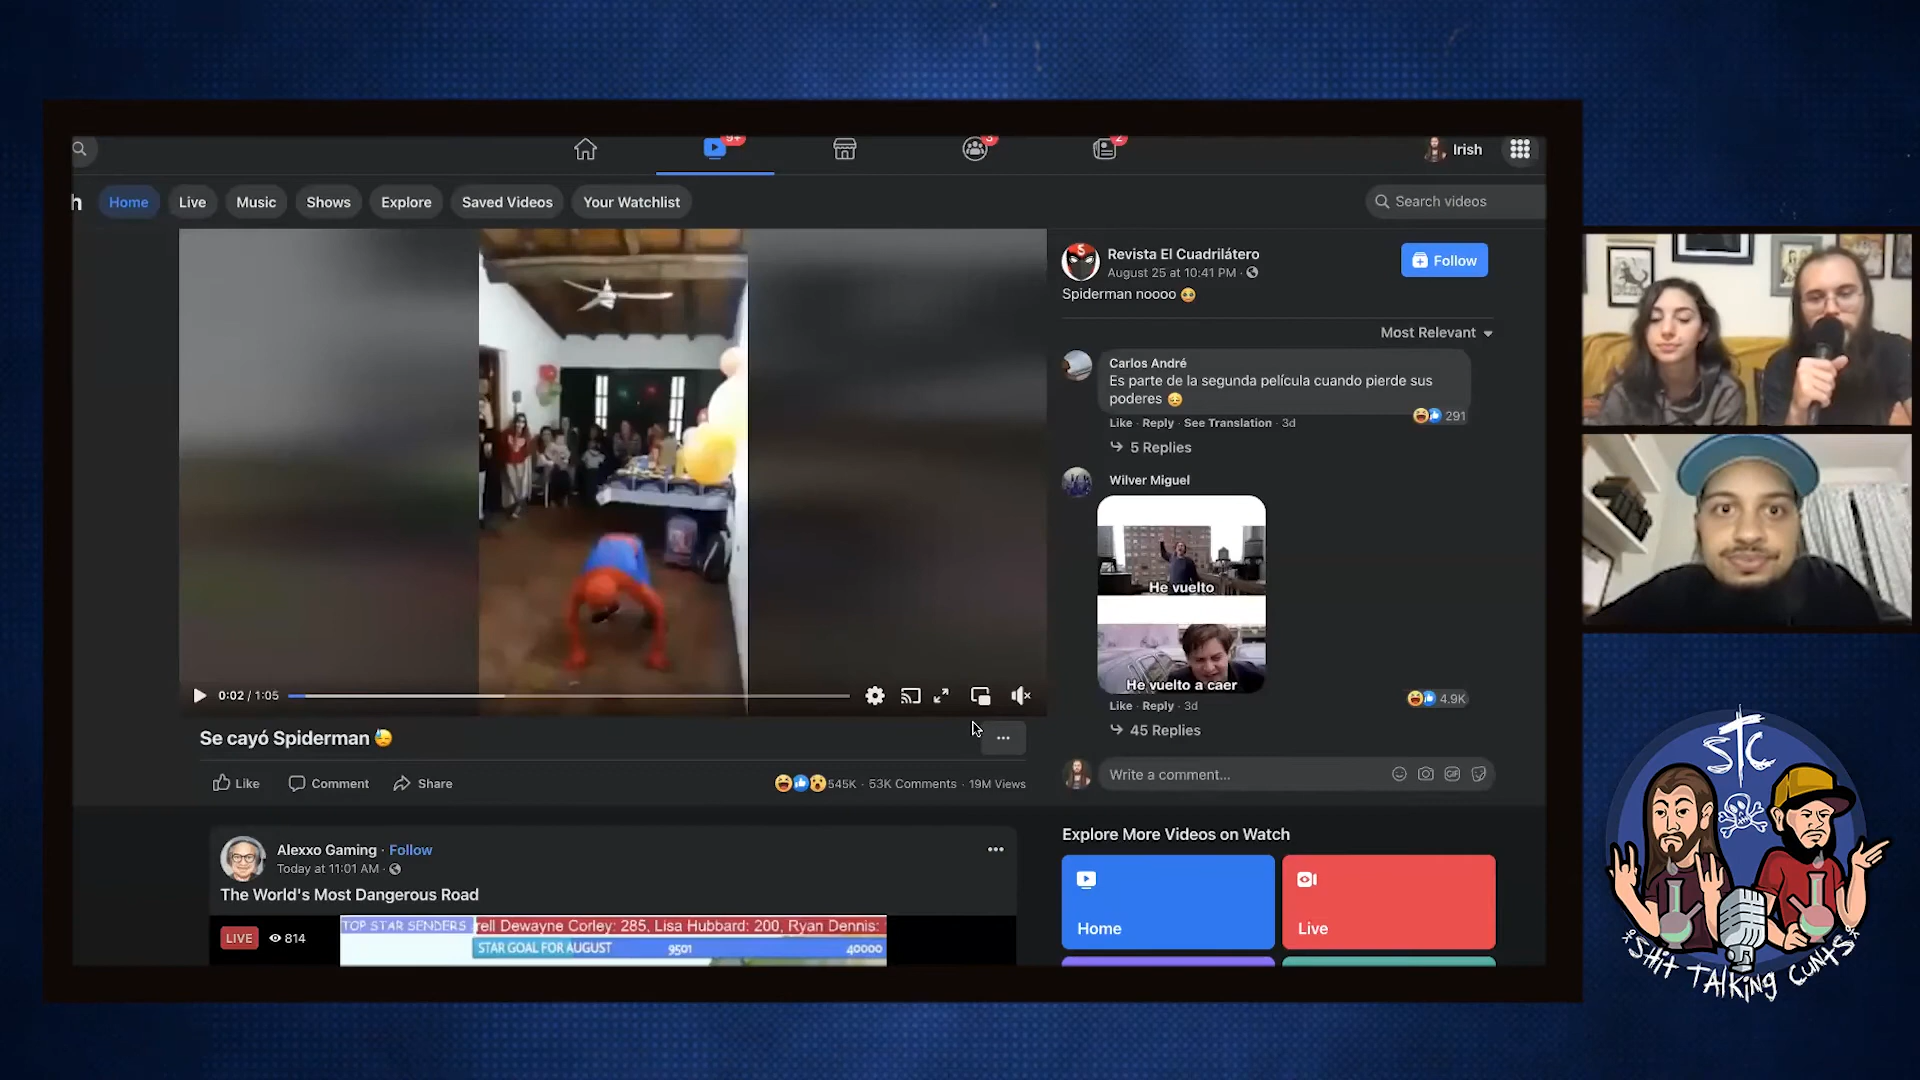 9+
3
2
Irish
h
Home
Live
Music
Shows
Explore
Saved Videos
Your Watchlist
Search videos
Revista El Cuadrilátero
August 25 at 10:41 PM ·
Follow
Spiderman noooo 🥺
Most Relevant
Carlos André
Es parte de la segunda película cuando pierde sus
poderes 😔
291
Like · Reply · See Translation · 3d
5 Replies
Wilver Miguel
He vuelto
He vuelto a caer
4.9K
Like · Reply · 3d
45 Replies
Write a comment...
GIF
0:02 / 1:05
Se cayó Spiderman 😓
Like
Comment
Share
545K · 53K Comments · 19M Views
Alexxo Gaming · Follow
Today at 11:01 AM ·
The World's Most Dangerous Road
LIVE
814
TOP STAR SENDERS
rell Dewayne Corley: 285, Lisa Hubbard: 200, Ryan Dennis:
STAR GOAL FOR AUGUST
9501
40000
Explore More Videos on Watch
Home
Live
STC
SHIT TALKING CUNTS